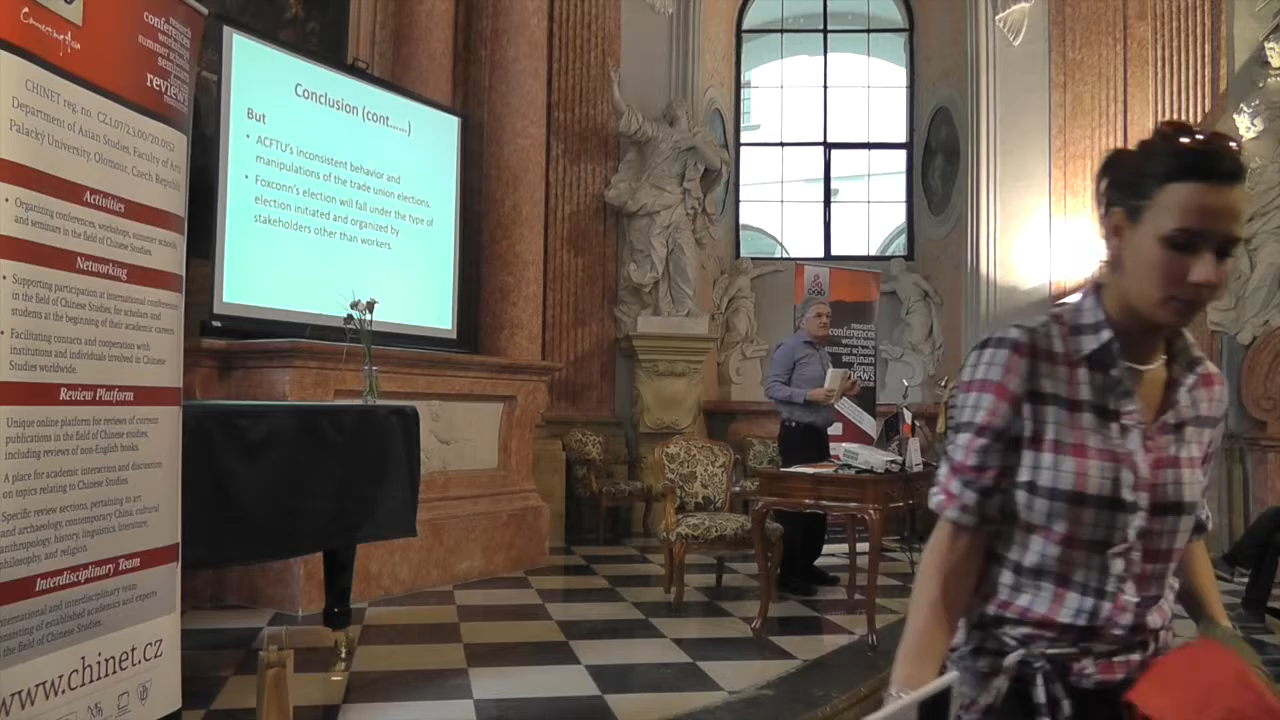 Connecting Asia
research
conferences
workshops
summer schools
seminars
forum
reviews
CHINET reg. no. CZ.1.07/2.3.00/20.0152
Department of Asian Studies, Faculty of Arts
Palacký University, Olomouc, Czech Republic
Activities
• Organizing conferences, workshops, summer schools
and seminars in the field of Chinese Studies.
Networking
• Supporting participation at international conferences
in the field of Chinese Studies, for scholars and
students at the beginning of their academic careers.
• Facilitating contacts and cooperation with
institutions and individuals involved in Chinese
Studies worldwide.
Review Platform
Unique online platform for reviews of current
publications in the field of Chinese studies,
including reviews of non-English books.
A place for academic interaction and discussion
on topics relating to Chinese Studies.
Specific review sections, pertaining to art
and archaeology, contemporary China, cultural
anthropology, history, linguistics, literature,
philosophy, and religion.
Interdisciplinary Team
International and interdisciplinary team
consisting of established academics and experts
the field of Chinese Studies.
www.chinet.cz
Conclusion (cont......)
But
• ACFTU's inconsistent behavior and
manipulations of the trade union elections.
• Foxconn's election will fall under the type of
election initiated and organized by
stakeholders other than workers.
research
conferences
workshops
summer schools
seminars
forum